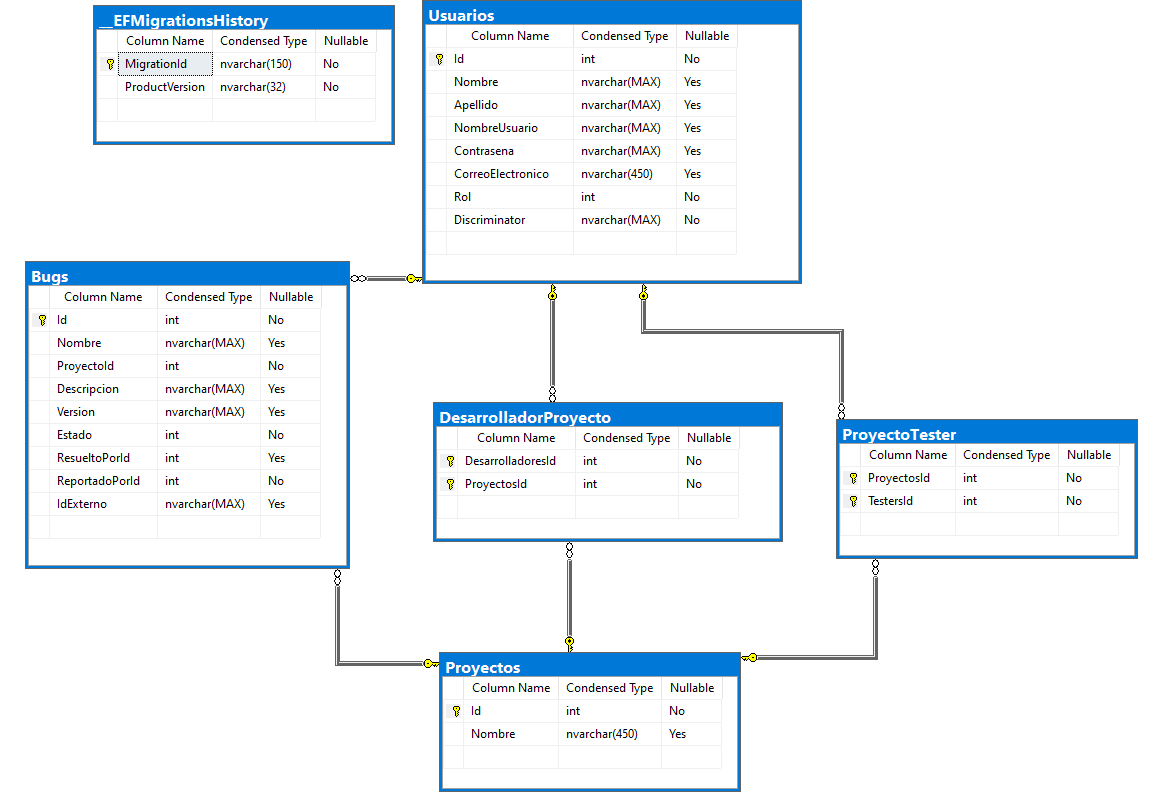 __EFMigrationsHistory
Column Name Condensed Type Nullable
MigrationId nvarchar(150) No
ProductVersion nvarchar(32) No
Usuarios
Column Name Condensed Type Nullable
Id int No
Nombre nvarchar(MAX) Yes
Apellido nvarchar(MAX) Yes
NombreUsuario nvarchar(MAX) Yes
Contrasena nvarchar(MAX) Yes
CorreoElectronico nvarchar(450) Yes
Rol int No
Discriminator nvarchar(MAX) No
Bugs
Column Name Condensed Type Nullable
Id int No
Nombre nvarchar(MAX) Yes
ProyectoId int No
Descripcion nvarchar(MAX) Yes
Version nvarchar(MAX) Yes
Estado int No
ResueltoPorId int Yes
ReportadoPorId int No
IdExterno nvarchar(MAX) Yes
DesarrolladorProyecto
Column Name Condensed Type Nullable
DesarrolladoresId int No
ProyectosId int No
ProyectoTester
Column Name Condensed Type Nullable
ProyectosId int No
TestersId int No
Proyectos
Column Name Condensed Type Nullable
Id int No
Nombre nvarchar(450) Yes